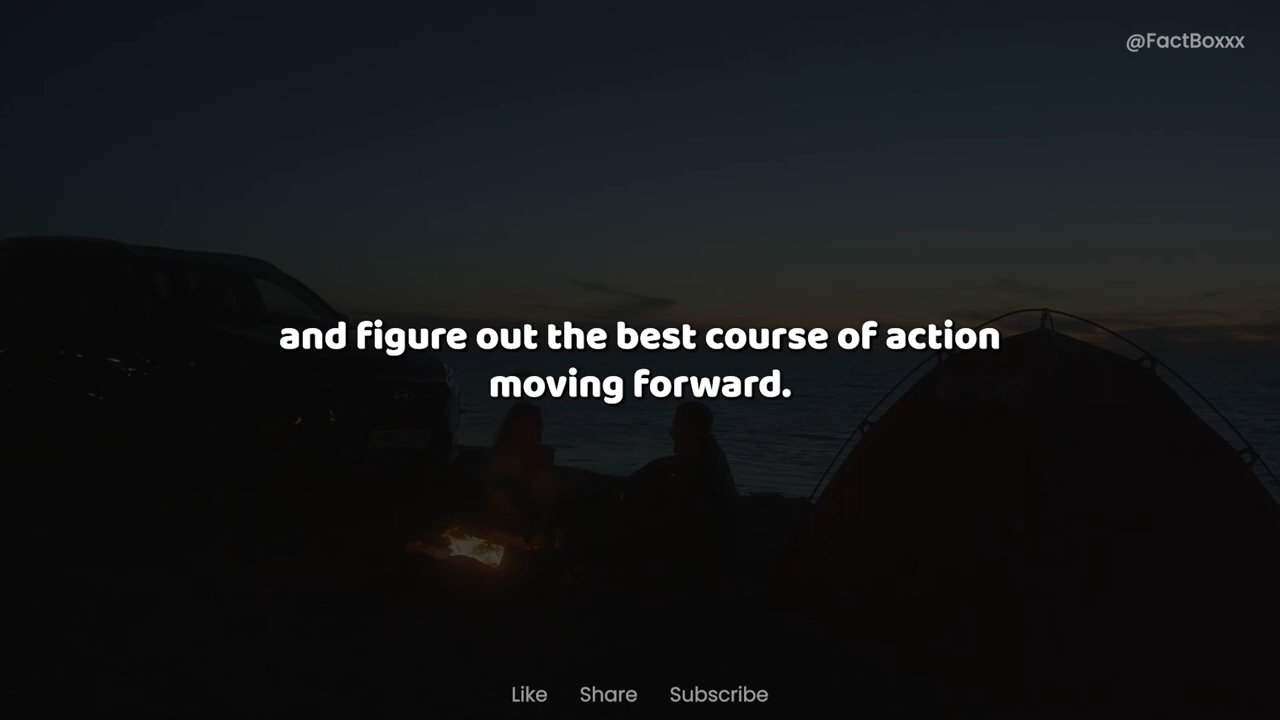 @FactBoxxx
and figure out the best course of action
moving forward.
Like Share Subscribe